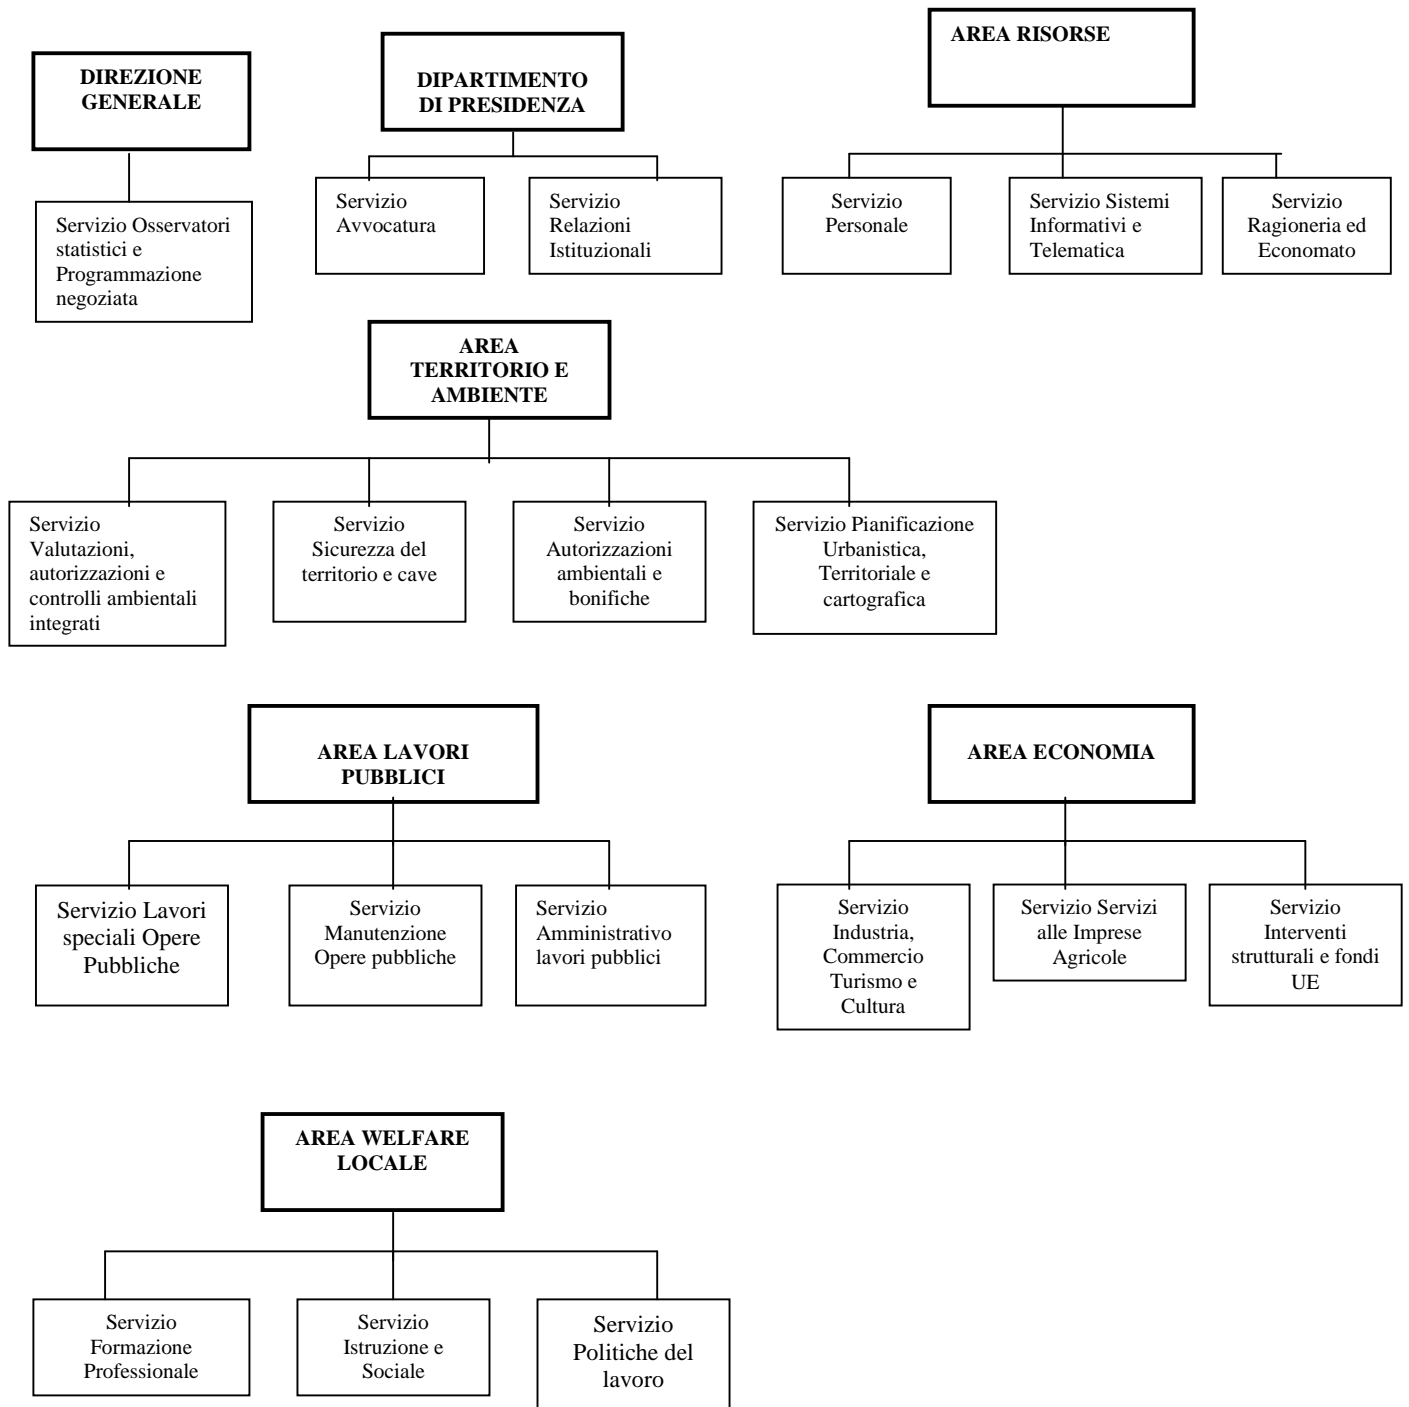 DIREZIONE
GENERALE
Servizio Osservatori
statistici e
Programmazione
negoziata
DIPARTIMENTO
DI PRESIDENZA
Servizio
Avvocatura
Servizio
Relazioni
Istituzionali
AREA RISORSE
Servizio
Personale
Servizio Sistemi
Informativi e
Telematica
Servizio
Ragioneria ed
Economato
AREA
TERRITORIO E
AMBIENTE
Servizio
Valutazioni,
autorizzazioni e
controlli ambientali
integrati
Servizio
Sicurezza del
territorio e cave
Servizio
Autorizzazioni
ambientali e
bonifiche
Servizio Pianificazione
Urbanistica,
Territoriale e
cartografica
AREA LAVORI
PUBBLICI
Servizio Lavori
speciali Opere
Pubbliche
Servizio
Manutenzione
Opere pubbliche
Servizio
Amministrativo
lavori pubblici
AREA ECONOMIA
Servizio
Industria,
Commercio
Turismo e
Cultura
Servizio Servizi
alle Imprese
Agricole
Servizio
Interventi
strutturali e fondi
UE
AREA WELFARE
LOCALE
Servizio
Formazione
Professionale
Servizio
Istruzione e
Sociale
Servizio
Politiche del
lavoro